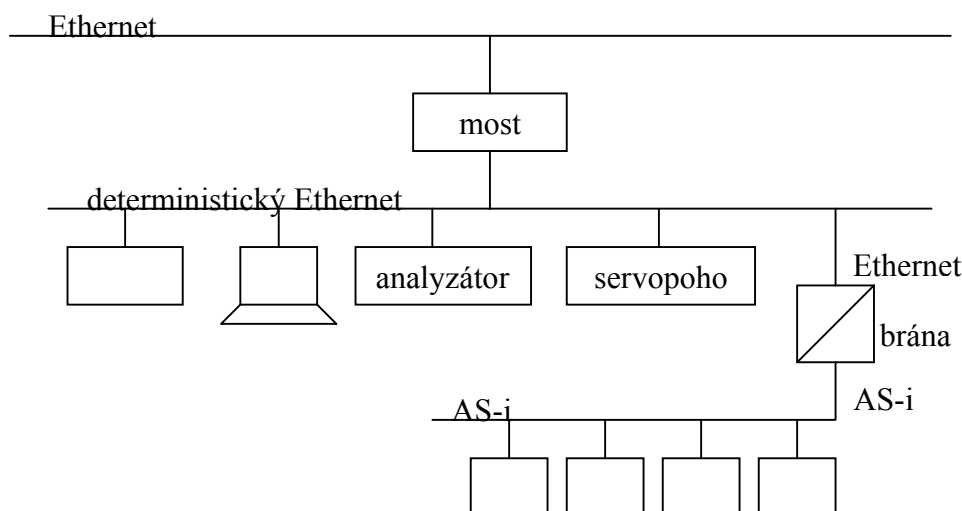 Ethernet
most
deterministický Ethernet
analyzátor
servopoho
Ethernet
brána
AS-i
AS-i